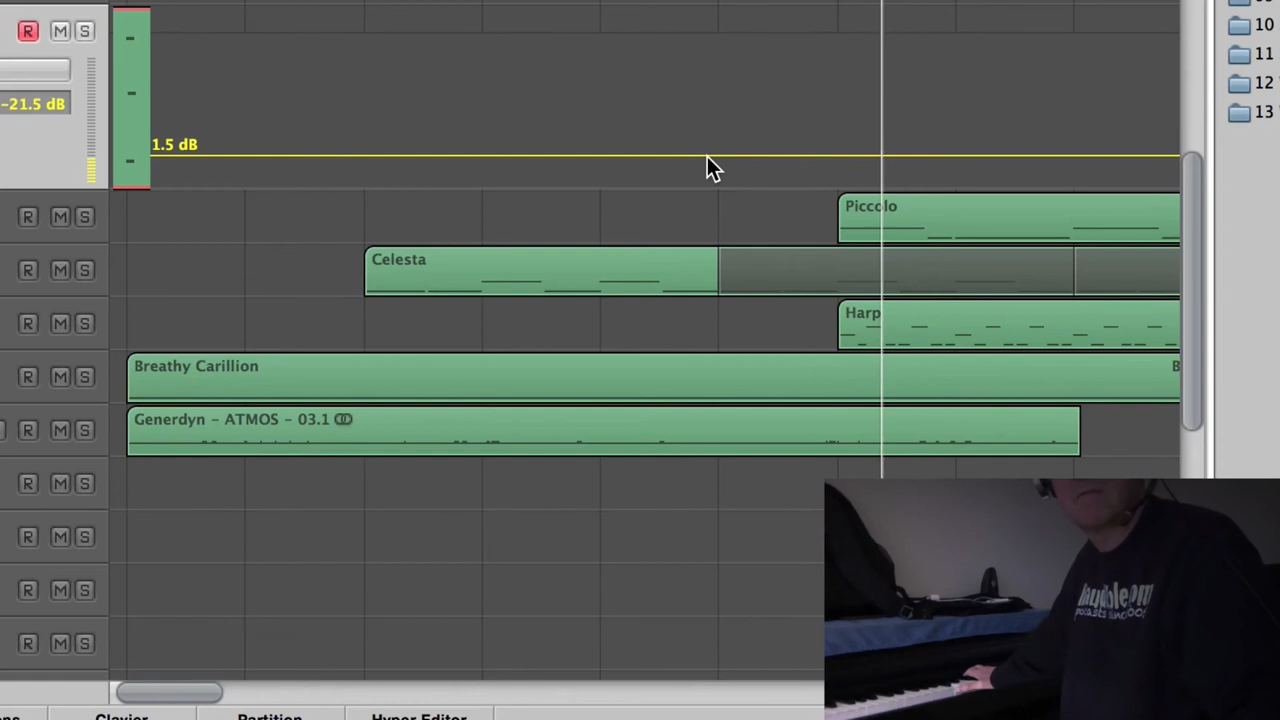 10
R M S
11
12
-21.5 dB
13
1.5 dB
R M S
Piccolo
R M S
Celesta
R M S
Harp
R M S
Breathy Carillion
B
R M S
Generdyn - ATMOS - 03.1
R M S
R M S
R M S
R M S
Clavier
Partition
Hyper Editor